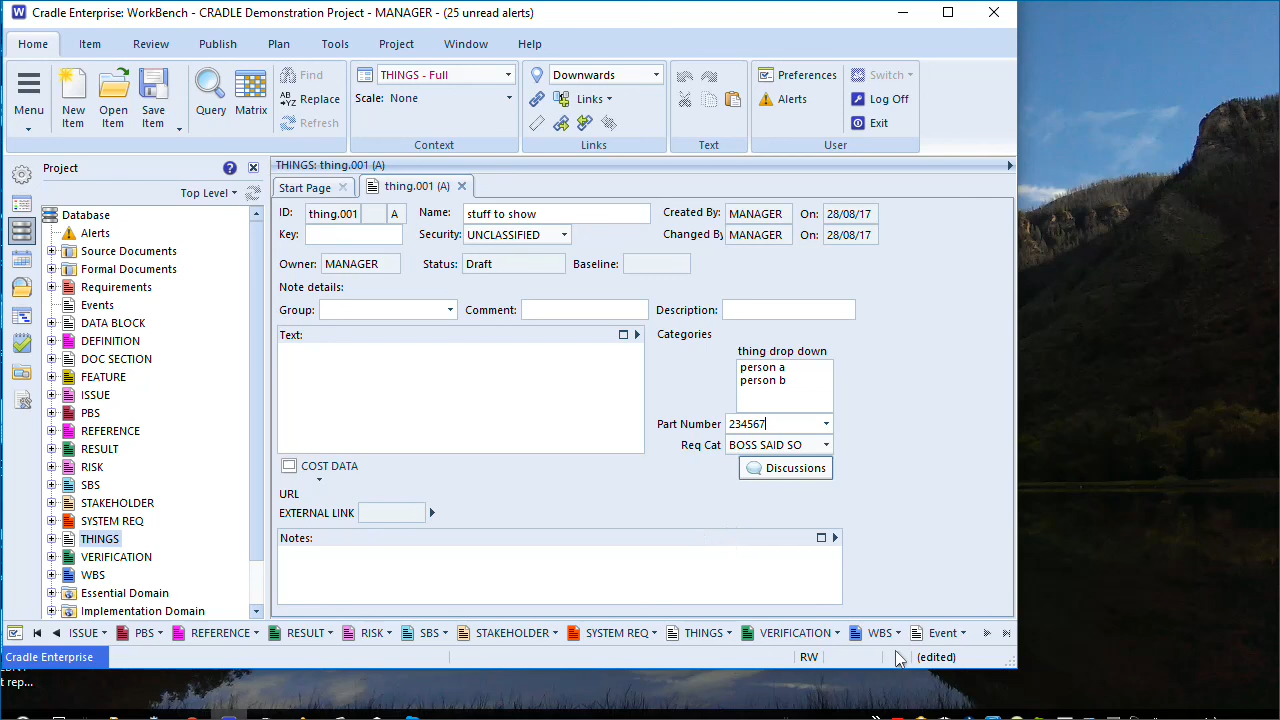 Cradle Enterprise: WorkBench - CRADLE Demonstration Project - MANAGER - (25 unread alerts)
Home Item Review Publish Plan Tools Project Window Help
Menu
New Item
Open Item
Save Item
Query
Matrix
Find
Replace
Refresh
THINGS - Full
Scale: None
Context
Downwards
Links
Links
Text
Preferences
Alerts
Switch
Log Off
Exit
User
Project
Top Level
Database
Alerts
Source Documents
Formal Documents
Requirements
Events
DATA BLOCK
DEFINITION
DOC SECTION
FEATURE
ISSUE
PBS
REFERENCE
RESULT
RISK
SBS
STAKEHOLDER
SYSTEM REQ
THINGS
VERIFICATION
WBS
Essential Domain
Implementation Domain
THINGS: thing.001 (A)
Start Page thing.001 (A)
ID: thing.001 A Name: stuff to show Created By: MANAGER On: 28/08/17
Key: Security: UNCLASSIFIED Changed By MANAGER On: 28/08/17
Owner: MANAGER Status: Draft Baseline:
Note details:
Group: Comment: Description:
Text:
Categories
thing drop down
person a
person b
Part Number 234567
Req Cat BOSS SAID SO
Discussions
COST DATA
URL
EXTERNAL LINK
Notes:
ISSUE PBS REFERENCE RESULT RISK SBS STAKEHOLDER SYSTEM REQ THINGS VERIFICATION WBS Event
Cradle Enterprise RW (edited)
t rep...